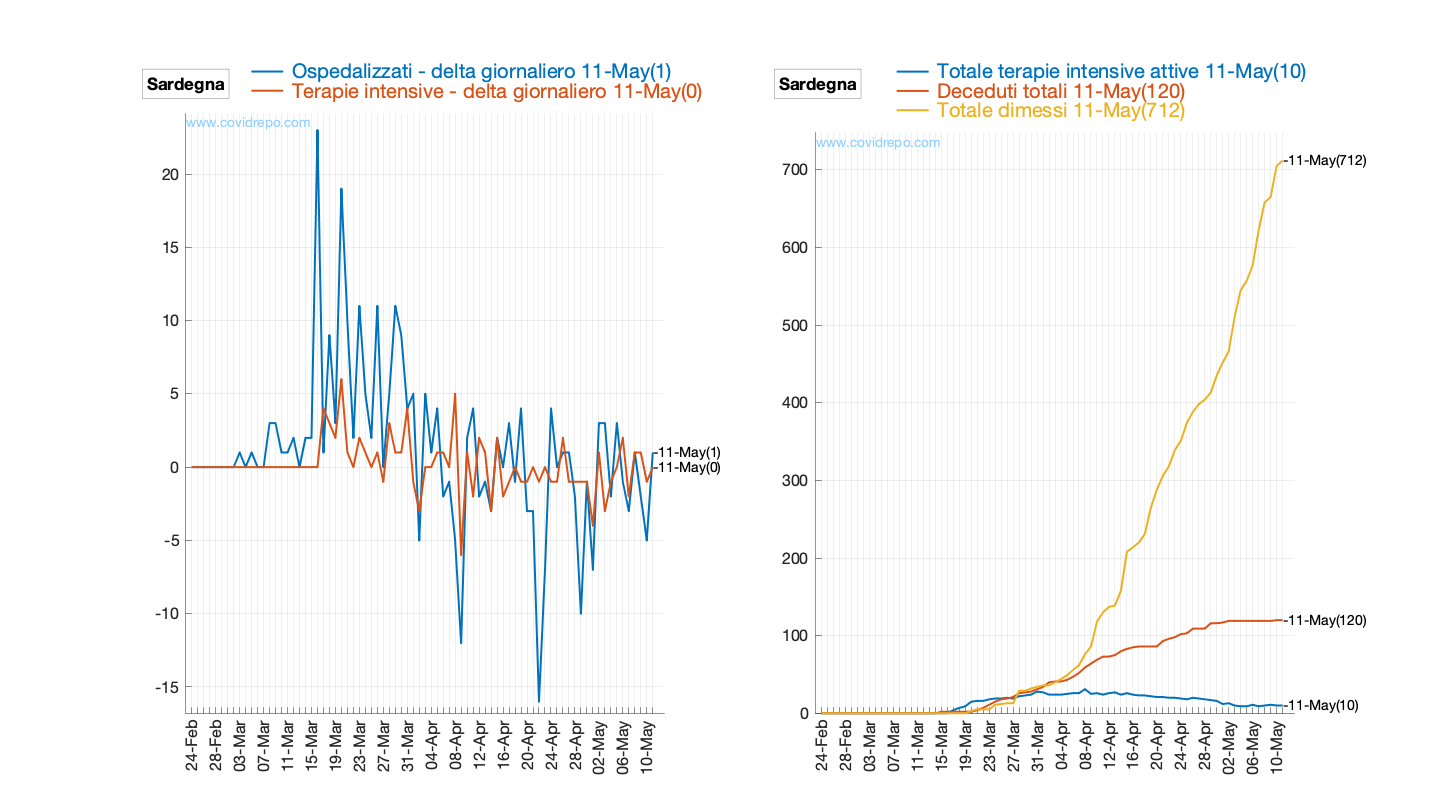 Sardegna
Ospedalizzati - delta giornaliero 11-May(1)
Terapie intensive - delta giornaliero 11-May(0)
www.covidrepo.com
20
15
10
5
0
-5
-10
-15
-11-May(1)
-11-May(0)
24-Feb
28-Feb
03-Mar
07-Mar
11-Mar
15-Mar
19-Mar
23-Mar
27-Mar
31-Mar
04-Apr
08-Apr
12-Apr
16-Apr
20-Apr
24-Apr
28-Apr
02-May
06-May
10-May
Sardegna
Totale terapie intensive attive 11-May(10)
Deceduti totali 11-May(120)
Totale dimessi 11-May(712)
www.covidrepo.com
700
600
500
400
300
200
100
0
-11-May(712)
-11-May(120)
-11-May(10)
24-Feb
28-Feb
03-Mar
07-Mar
11-Mar
15-Mar
19-Mar
23-Mar
27-Mar
31-Mar
04-Apr
08-Apr
12-Apr
16-Apr
20-Apr
24-Apr
28-Apr
02-May
06-May
10-May